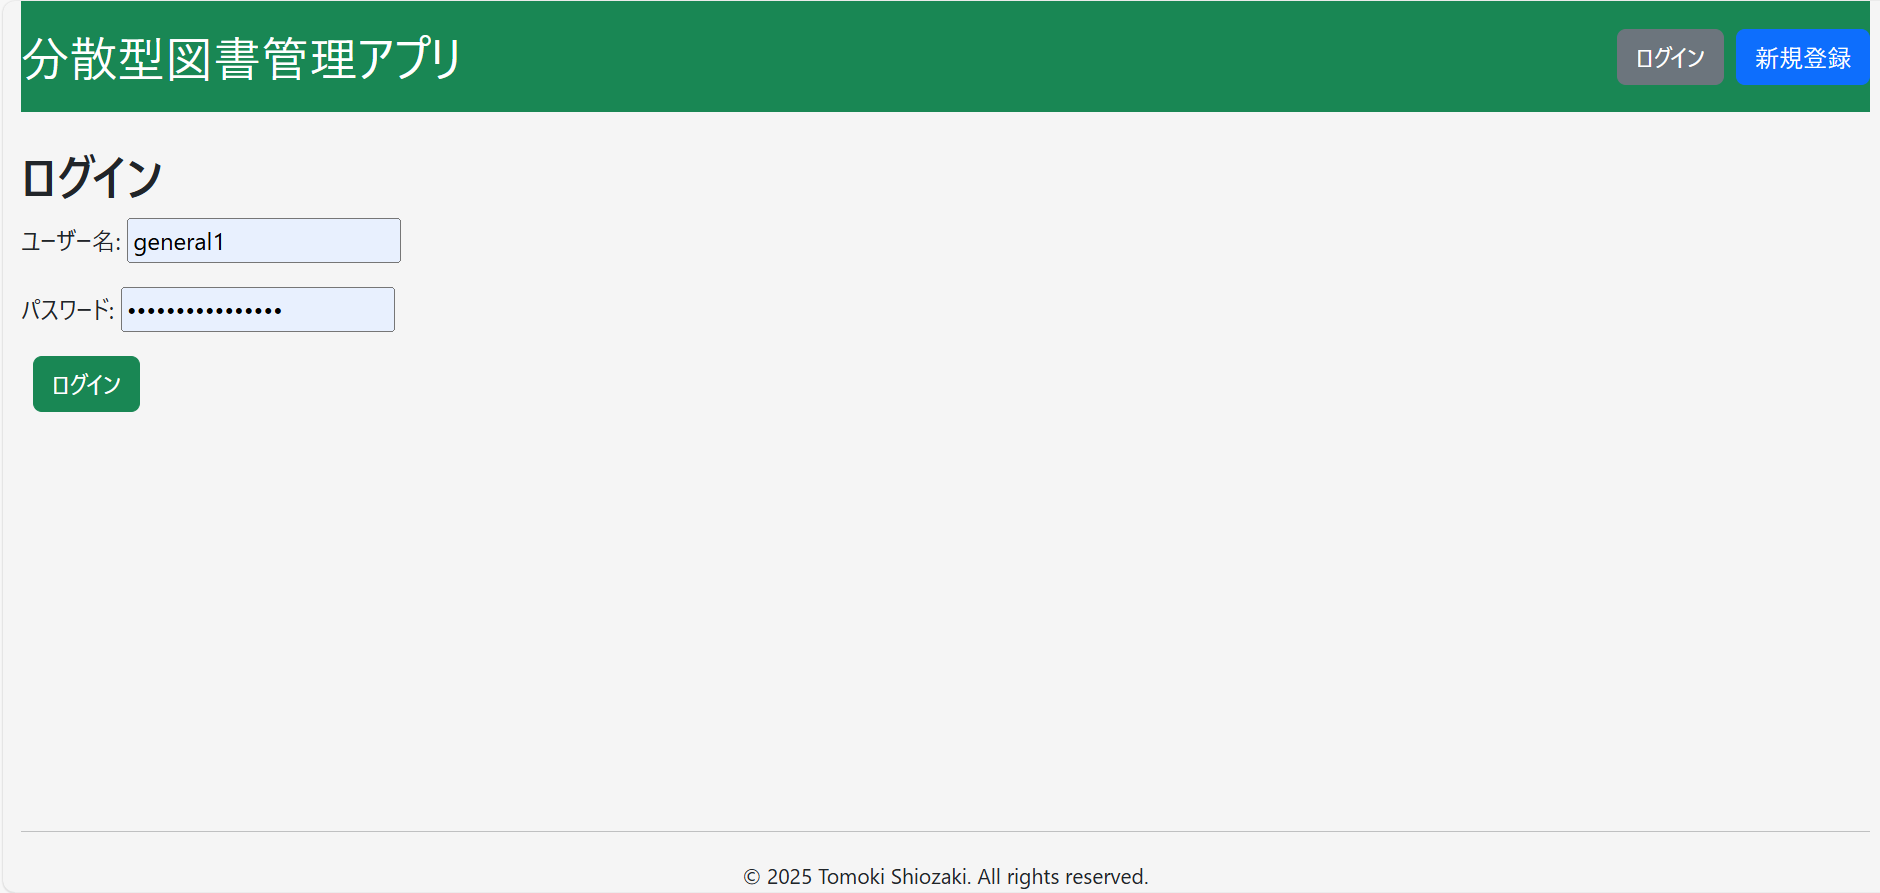 分散型図書管理アプリ
ログイン 新規登録
ログイン
ユーザー名: general1
パスワード: ••••••••••••••••
ログイン
© 2025 Tomoki Shiozaki. All rights reserved.